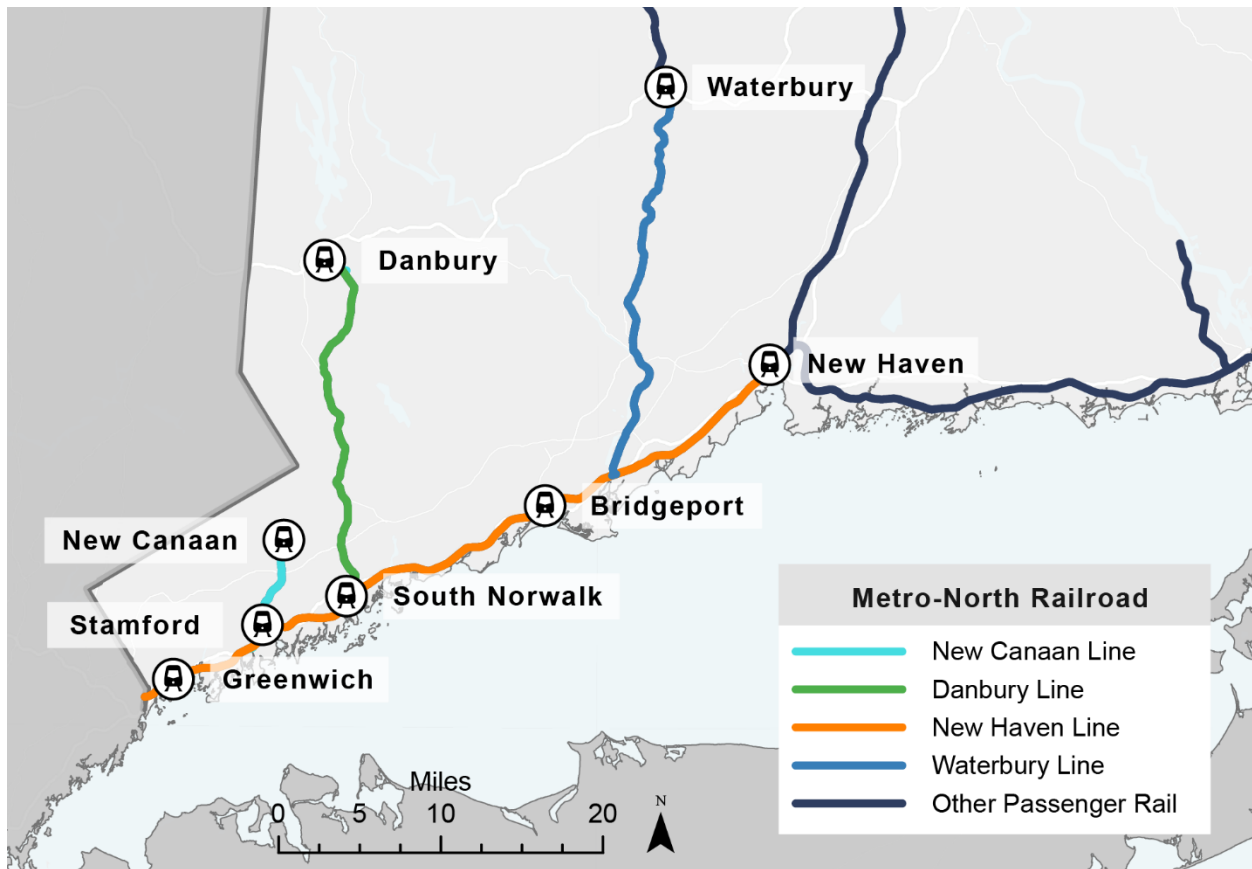 Waterbury
Danbury
New Haven
Bridgeport
New Canaan
South Norwalk
Stamford
Greenwich
Metro-North Railroad
New Canaan Line
Danbury Line
New Haven Line
Waterbury Line
Other Passenger Rail
Miles
0 5 10 20
N